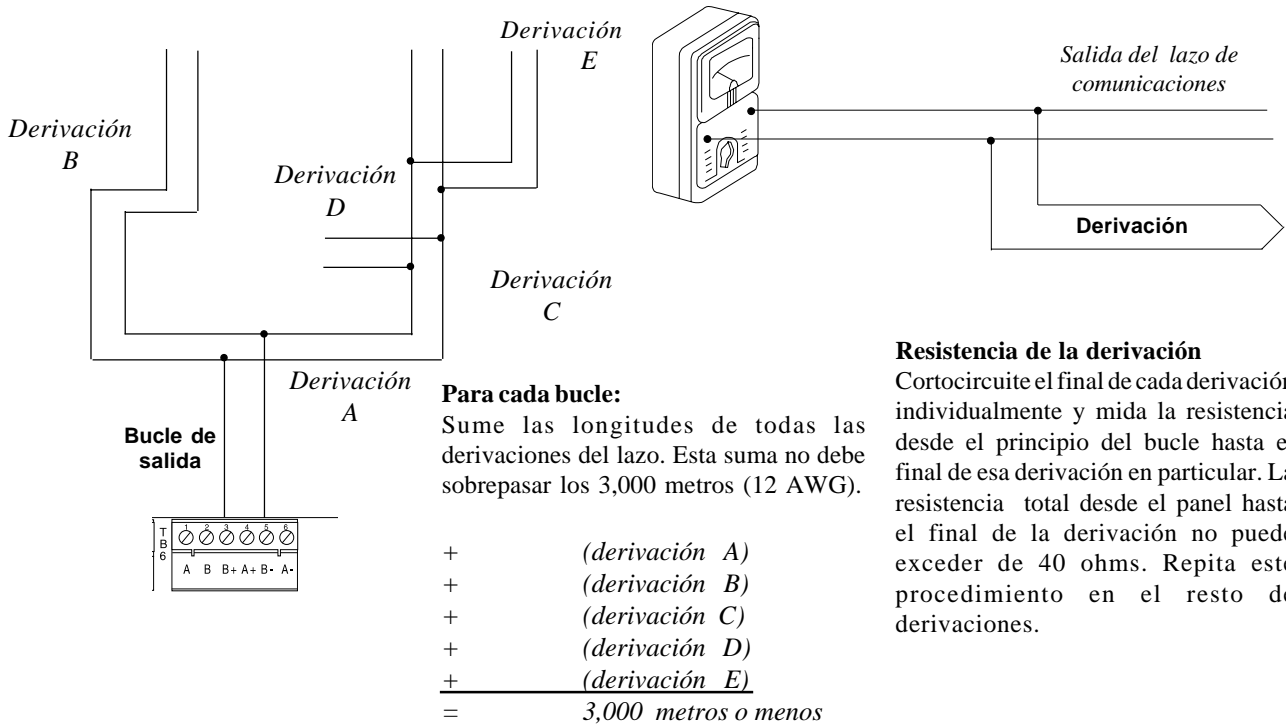 Derivación
E
Salida del lazo de
comunicaciones
Derivación
B
Derivación
D
Derivación
Derivación
C
Derivación
A
Bucle de
salida
T
B
6
1 2 3 4 5 6
A B B+ A+ B- A-
Para cada bucle:
Sume las longitudes de todas las
derivaciones del lazo. Esta suma no debe
sobrepasar los 3,000 metros (12 AWG).
+ (derivación A)
+ (derivación B)
+ (derivación C)
+ (derivación D)
+ (derivación E)
= 3,000 metros o menos
Resistencia de la derivación
Cortocircuite el final de cada derivación
individualmente y mida la resistencia
desde el principio del bucle hasta el
final de esa derivación en particular. La
resistencia total desde el panel hasta
el final de la derivación no puede
exceder de 40 ohms. Repita este
procedimiento en el resto de
derivaciones.